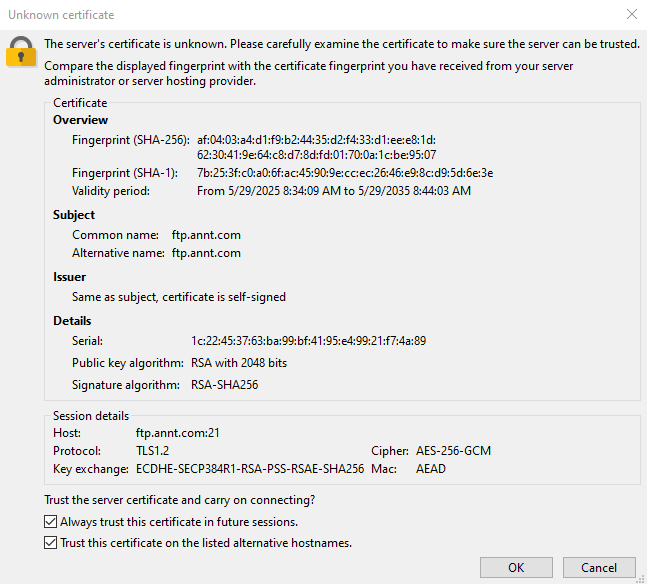 Unknown certificate
The server's certificate is unknown. Please carefully examine the certificate to make sure the server can be trusted.
Compare the displayed fingerprint with the certificate fingerprint you have received from your server
administrator or server hosting provider.
Certificate
Overview
Fingerprint (SHA-256): af:04:03:a4:d1:f9:b2:44:35:d2:f4:33:d1:ee:e8:1d:
62:30:41:9e:64:c8:d7:8d:fd:01:70:0a:1c:be:95:07
Fingerprint (SHA-1): 7b:25:3f:c0:a0:6f:ac:45:90:9e:cc:ec:26:46:e9:8c:d9:5d:6e:3e
Validity period: From 5/29/2025 8:34:09 AM to 5/29/2035 8:44:03 AM
Subject
Common name: ftp.annt.com
Alternative name: ftp.annt.com
Issuer
Same as subject, certificate is self-signed
Details
Serial: 1c:22:45:37:63:ba:99:bf:41:95:e4:99:21:f7:4a:89
Public key algorithm: RSA with 2048 bits
Signature algorithm: RSA-SHA256
Session details
Host: ftp.annt.com:21
Protocol: TLS1.2 Cipher: AES-256-GCM
Key exchange: ECDHE-SECP384R1-RSA-PSS-RSAE-SHA256 Mac: AEAD
Trust the server certificate and carry on connecting?
Always trust this certificate in future sessions.
Trust this certificate on the listed alternative hostnames.
OK Cancel